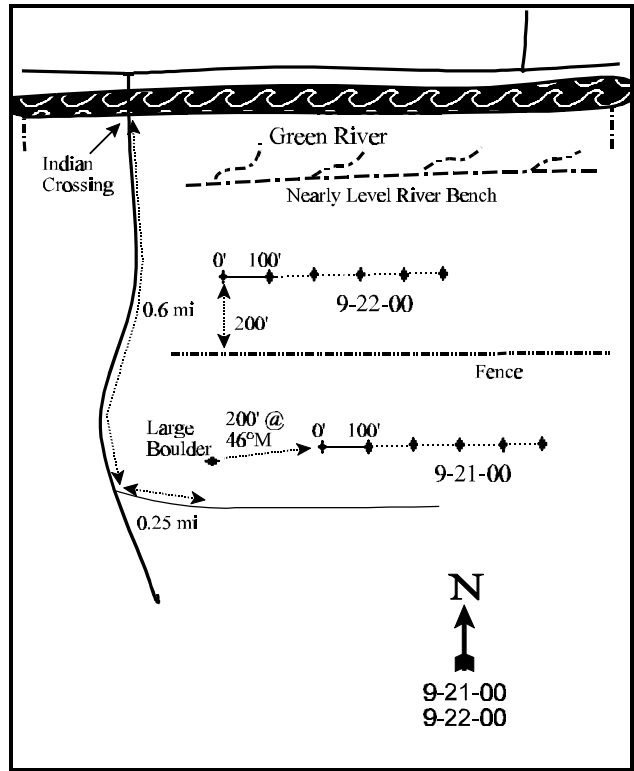 Green River
Indian
Crossing
Nearly Level River Bench
0' 100'
0.6 mi
9-22-00
200'
Fence
Large
Boulder
200' @
46°M
0' 100'
9-21-00
0.25 mi
N
9-21-00
9-22-00